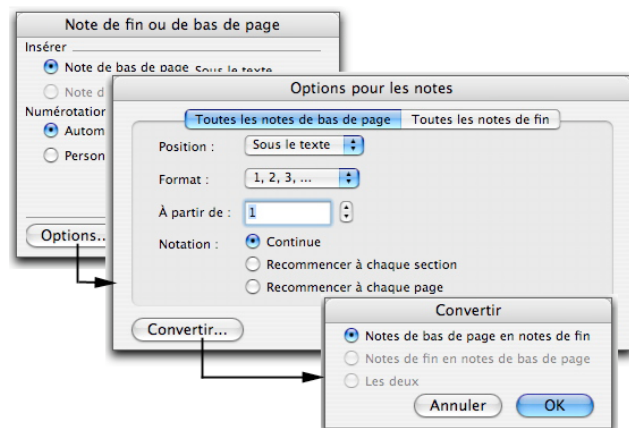 Note de fin ou de bas de page
Insérer
Note de bas de page Sous le texte
Note d
Numérotation
Autom
Person
Options..
Options pour les notes
Toutes les notes de bas de page Toutes les notes de fin
Position : Sous le texte
Format : 1, 2, 3, ...
À partir de : 1
Notation : Continue
Recommencer à chaque section
Recommencer à chaque page
Convertir...
Convertir
Notes de bas de page en notes de fin
Notes de fin en notes de bas de page
Les deux
Annuler OK